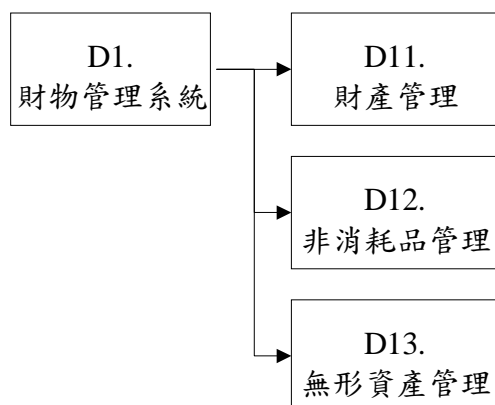 D1.
財物管理系統
D11.
財產管理
D12.
非消耗品管理
D13.
無形資產管理